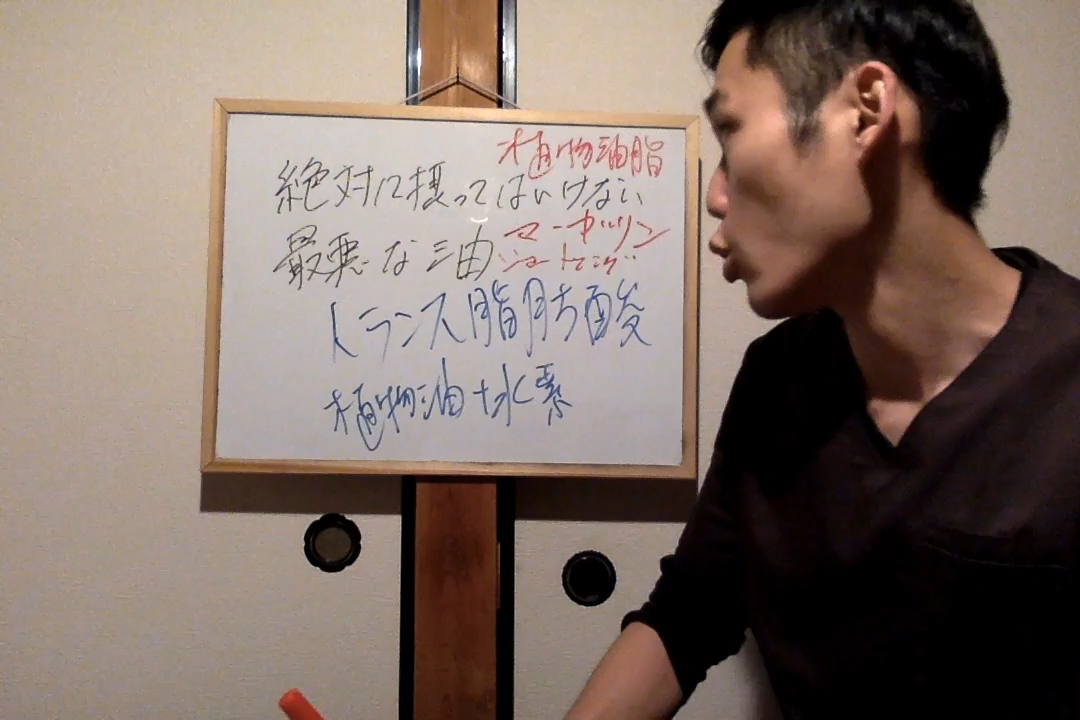 植物油脂
絶対に摂ってはいけない
マーガリン
最悪な油
ショートニング
トランス脂肪酸
植物油+水素